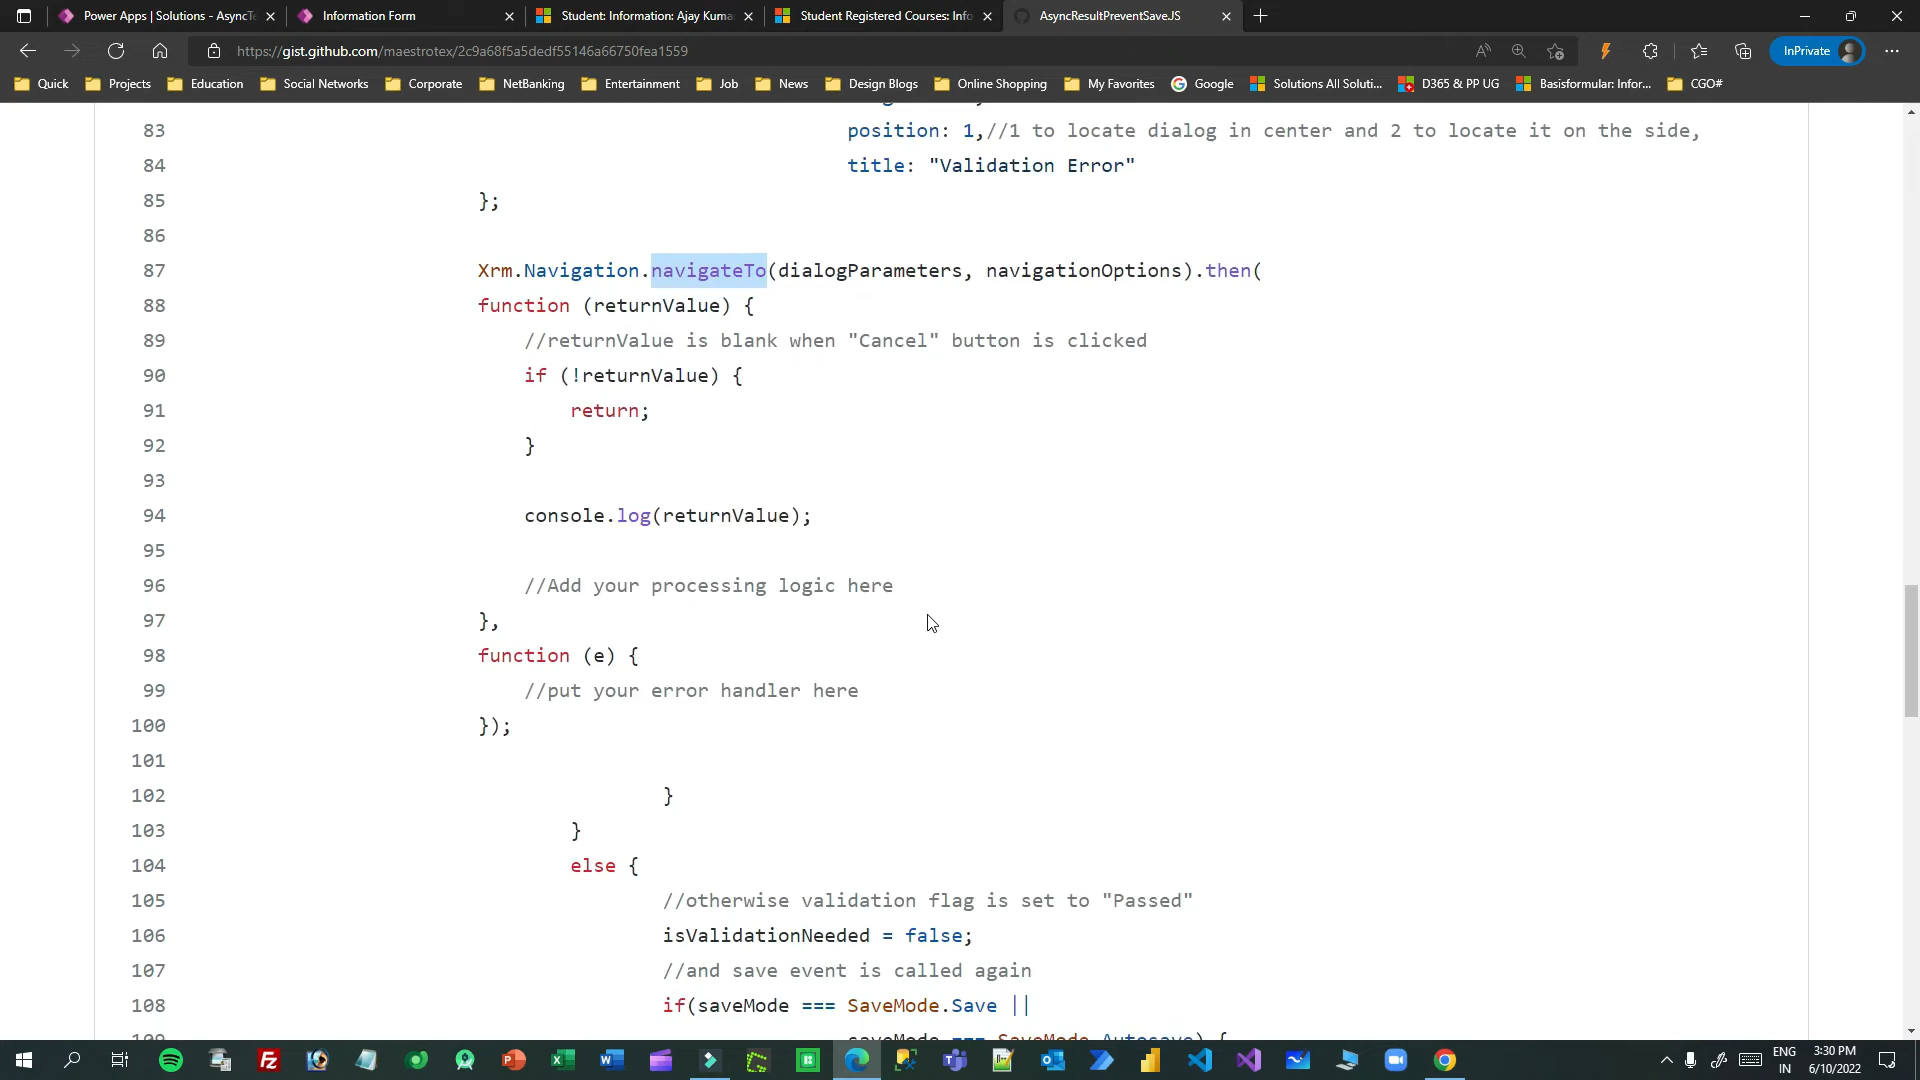 Power Apps | Solutions - AsyncTe
Information Form
Student: Information: Ajay Kuma
Student Registered Courses: Info
AsyncResultPreventSaveJS
https://gist.github.com/maestrotex/2c9a68f5a5dedf55146a66750fea1559
InPrivate
Quick
Projects
Education
Social Networks
Corporate
NetBanking
Entertainment
Job
News
Design Blogs
Online Shopping
My Favorites
Google
Solutions All Soluti...
D365 & PP UG
Basisformular: Infor...
CGO#
83 position: 1,//1 to locate dialog in center and 2 to locate it on the side,
84 title: "Validation Error"
85 };
86
87 Xrm.Navigation.navigateTo(dialogParameters, navigationOptions).then(
88 function (returnValue) {
89 //returnValue is blank when "Cancel" button is clicked
90 if (!returnValue) {
91 return;
92 }
93
94 console.log(returnValue);
95
96 //Add your processing logic here
97 },
98 function (e) {
99 //put your error handler here
100 });
101
102 }
103 }
104 else {
105 //otherwise validation flag is set to "Passed"
106 isValidationNeeded = false;
107 //and save event is called again
108 if(saveMode === SaveMode.Save ||
109 saveMode === SaveMode.Autosave) {
ENG
IN
3:30 PM
6/10/2022